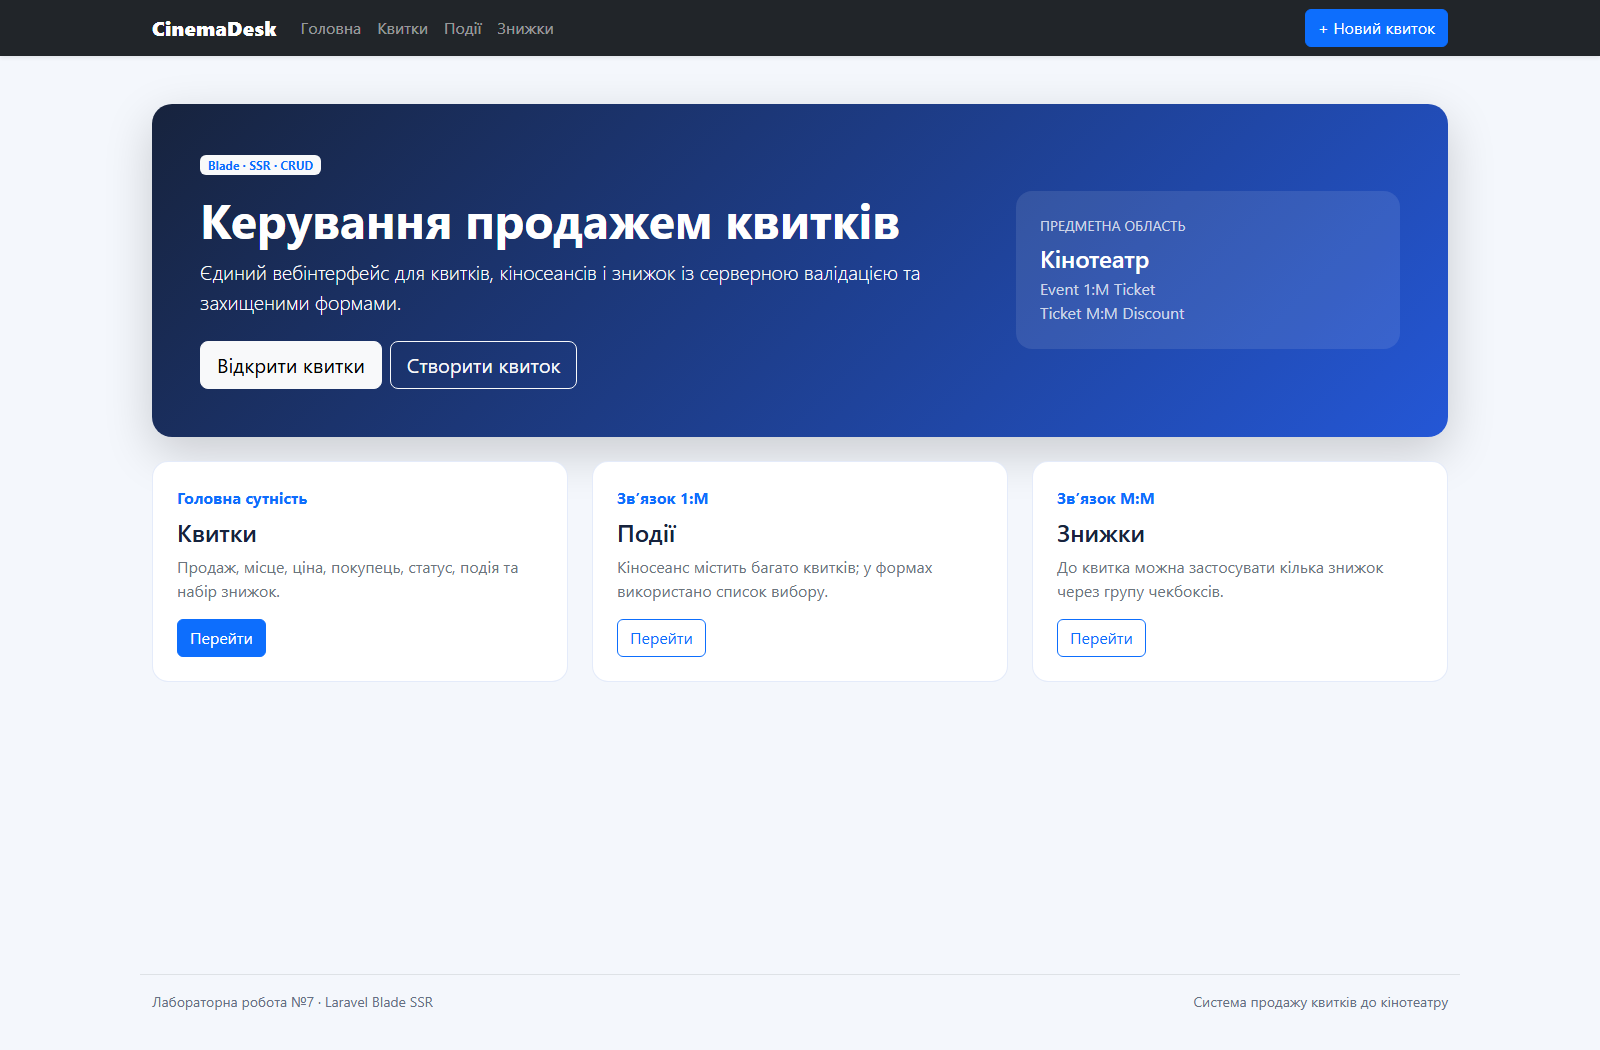 CinemaDesk Головна Квитки Події Знижки + Новий квиток
Blade · SSR · CRUD
Керування продажем квитків
Єдиний вебінтерфейс для квитків, кіносеансів і знижок із серверною валідацією та
захищеними формами.
Відкрити квитки Створити квиток
ПРЕДМЕТНА ОБЛАСТЬ
Кінотеатр
Event 1:M Ticket
Ticket M:M Discount
Головна сутність
Квитки
Продаж, місце, ціна, покупець, статус, подія та
набір знижок.
Перейти
Зв’язок 1:М
Події
Кіносеанс містить багато квитків; у формах
використано список вибору.
Перейти
Зв’язок М:М
Знижки
До квитка можна застосувати кілька знижок
через групу чекбоксів.
Перейти
Лабораторна робота №7 · Laravel Blade SSR
Система продажу квитків до кінотеатру